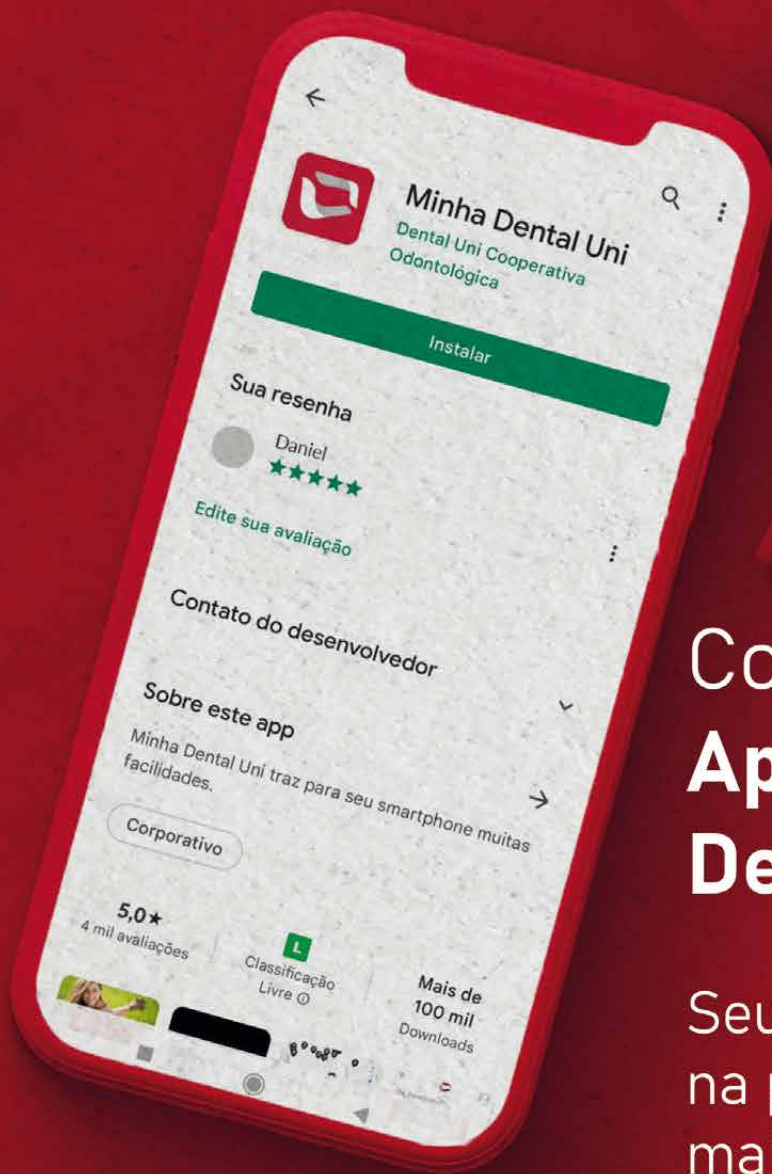 Minha Dental Uni
Dental Uni Cooperativa
Odontológica
Instalar
Sua resenha
Daniel
Edite sua avaliação
Contato do desenvolvedor
Sobre este app
Minha Dental Uni traz para seu smartphone muitas
facilidades.
Corporativo
5,0★
4 mil avaliações
L
Classificação
Livre
Mais de
100 mil
Downloads
Co
Ap
De
Seu
na p
ma